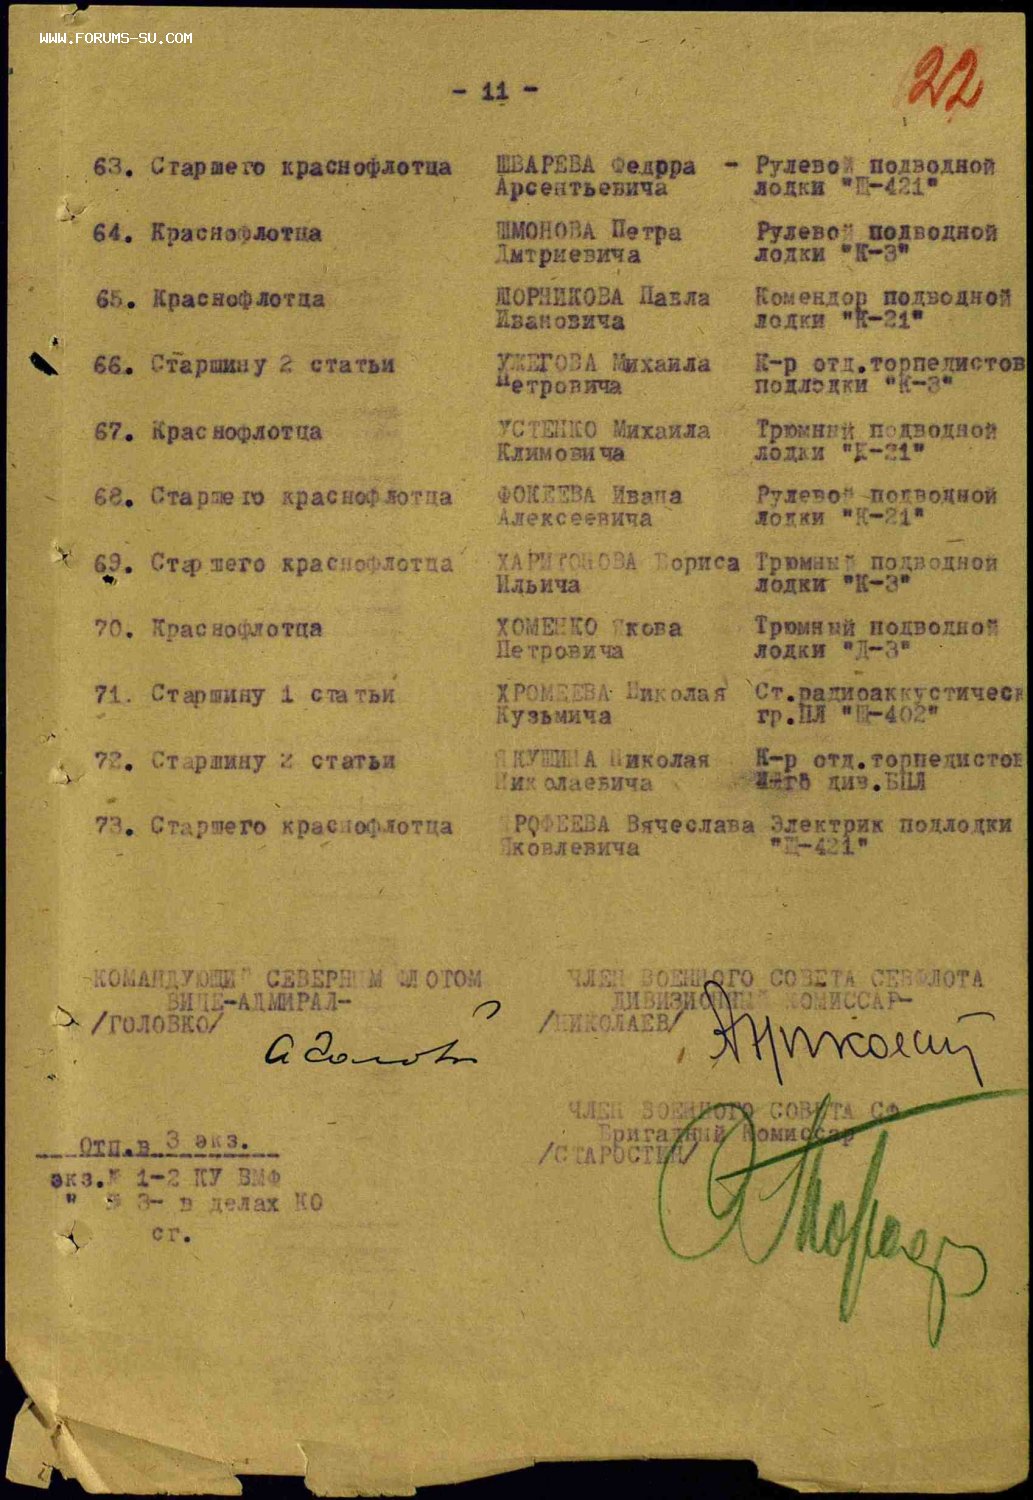 WWW.FORUMS-SU.COM
22
- 11 -
63. Старшего краснофлотца ШВАРЕВА Федора - Рулевой подводной
Арсентьевича лодки "Щ-421"
64. Краснофлотца ШМОНОВА Петра Рулевой подводной
Дмтриевича лодки "К-3"
65. Краснофлотца ШОРНИКОВА Павла Комендор подводной
Ивановича лодки "К-21"
66. Старшину 2 статьи УЖЕГОВА Михаила К-р отд.торпедистов
Петровича подлодки "К-3"
67. Краснофлотца УСТЕНКО Михаила Трюмный подводной
Климовича лодки "К-21"
68. Старшего краснофлотца ФОКЕЕВА Ивана Рулевой подводной
Алексеевича лодки "К-21"
69. Старшего краснофлотца ХАРИТОНОВА Бориса Трюмный подводной
Ильича лодки "К-3"
70. Краснофлотца ХОМЕНКО Якова Трюмный подводной
Петровича лодки "Д-3"
71. Старшину 1 статьи ХРОМЕЕВА Николая Ст.радиоаккустическ
Кузьмича гр.ПЛ "Щ-402"
72. Старшину 2 статьи ЯКУШИНА Николая К-р отд.торпедистов
Николаевича див.БПЛ
73. Старшего краснофлотца Вячеслава Электрик подлодки
Яковлевича "Щ-421"
КОМАНДУЮЩИЙ СЕВЕРНЫМ ФЛОТОМ
ВИЦЕ-АДМИРАЛ-
/ГОЛОВКО/
ЧЛЕН ВОЕННОГО СОВЕТА СЕВФЛОТА
ДИВИЗИОННЫЙ КОМИССАР-
/НИКОЛАЕВ/
ЧЛЕН ВОЕННОГО СОВЕТА СФ
Бригадный Комиссар
/СТАРОСТИН/
Отп.в 3 экз.
экз.№ 1-2 КУ ВМФ
" № 3- в делах КО
сг.